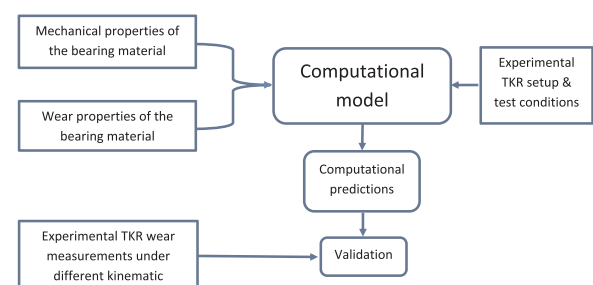 Mechanical properties of
the bearing material
Wear properties of the
bearing material
Computational
model
Experimental
TKR setup &
test conditions
Computational
predictions
Experimental TKR wear
measurements under
different kinematic
Validation